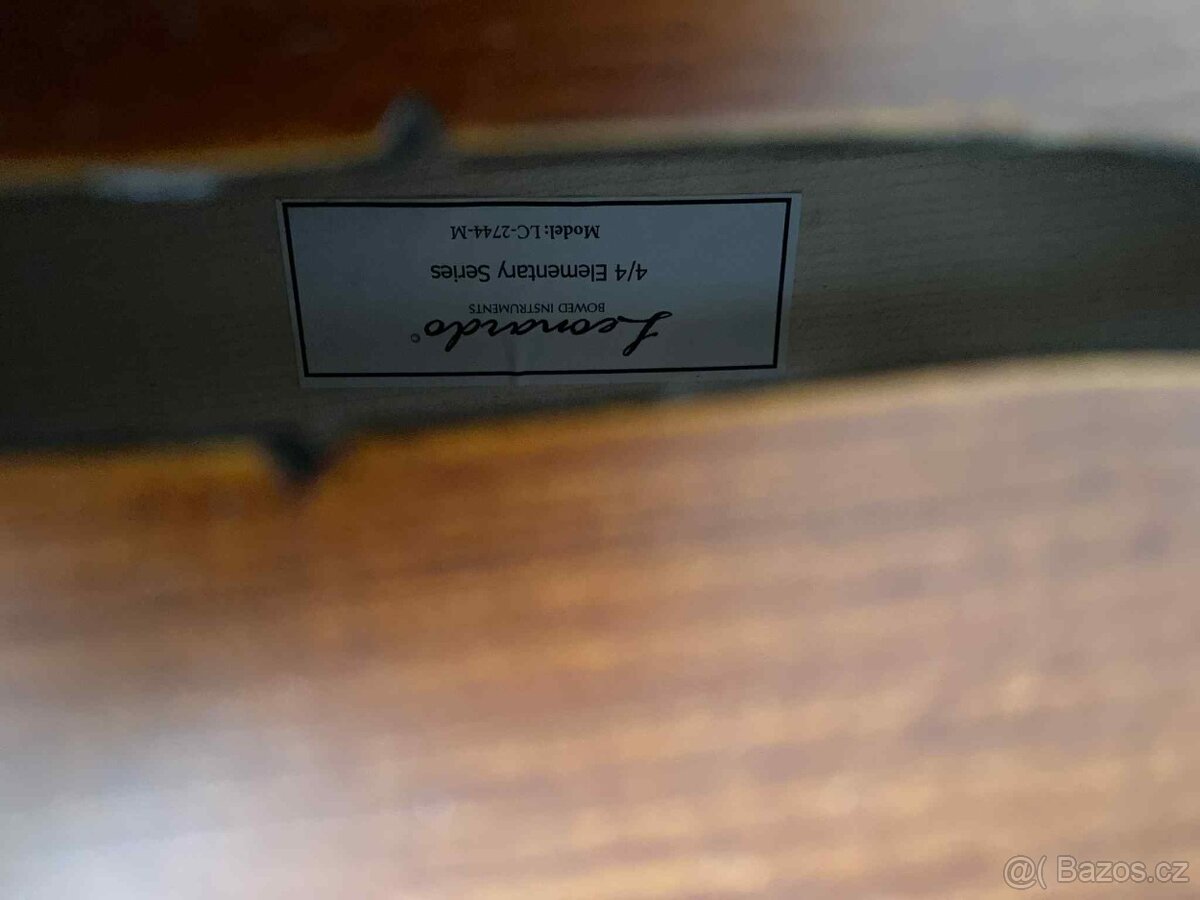 Leonardo©
BOWED INSTRUMENTS
4/4 Elementary Series
Model:LC-2744-M
@( Bazos.cz